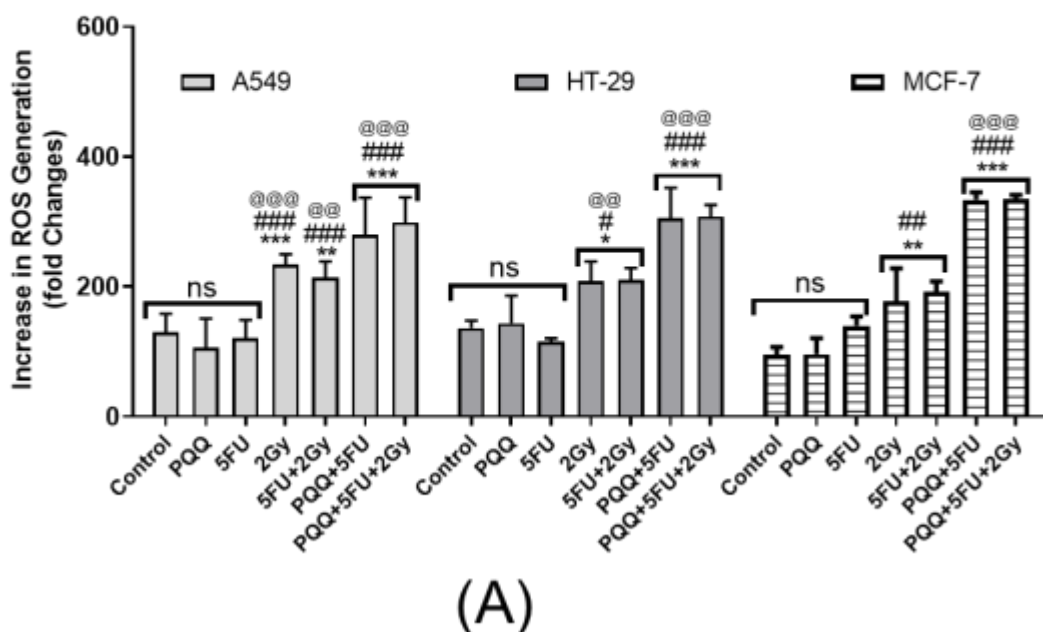 Increase in ROS Generation
(fold Changes)
600
400
200
0
A549
HT-29
MCF-7
ns
@@@
###
***
@@
###
**
@@@
###
***
ns
@@
#
*
@@@
###
***
ns
##
**
@@@
###
***
Control
PQQ
5FU
2Gy
5FU+2Gy
PQQ+5FU
PQQ+5FU+2Gy
Control
PQQ
5FU
2Gy
5FU+2Gy
PQQ+5FU
PQQ+5FU+2Gy
Control
PQQ
5FU
2Gy
5FU+2Gy
PQQ+5FU
PQQ+5FU+2Gy
(A)